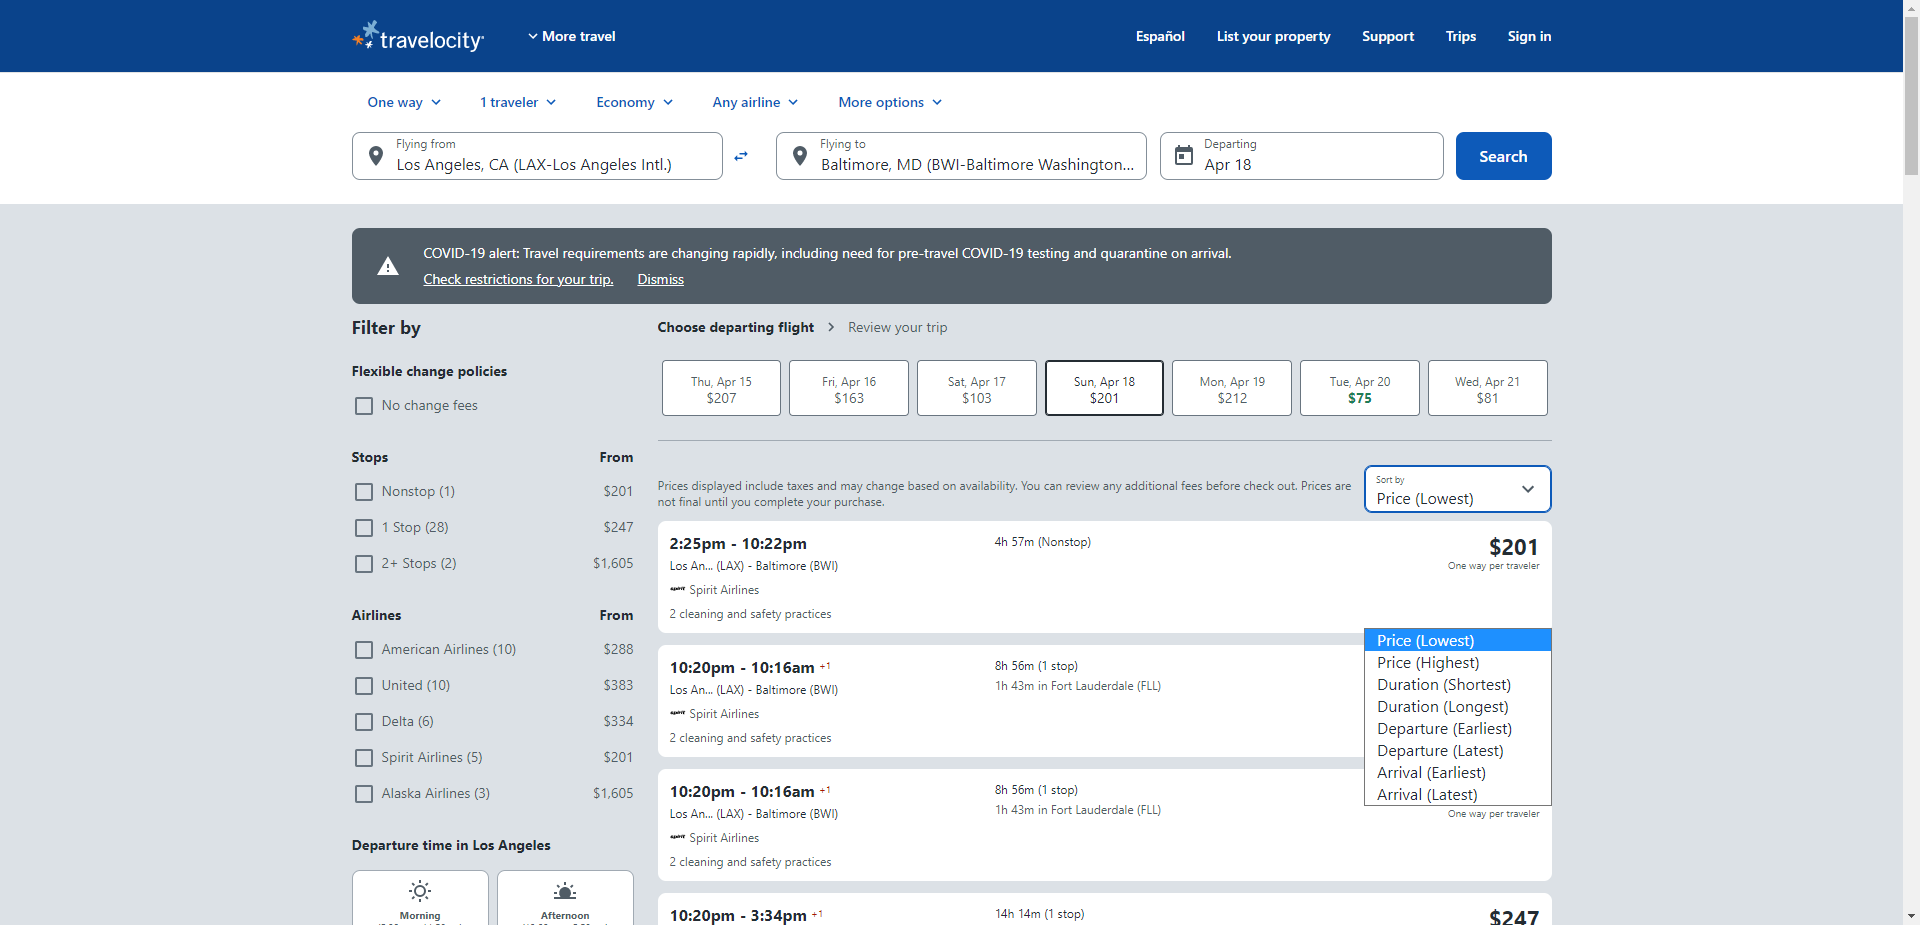 travelocity
More travel
Español
List your property
Support
Trips
Sign in
One way
1 traveler
Economy
Any airline
More options
Flying from
Los Angeles, CA (LAX-Los Angeles Intl.)
Flying to
Baltimore, MD (BWI-Baltimore Washington...
Departing
Apr 18
Search
COVID-19 alert: Travel requirements are changing rapidly, including need for pre-travel COVID-19 testing and quarantine on arrival.
Check restrictions for your trip. Dismiss
Filter by
Flexible change policies
No change fees
Stops From
Nonstop (1) $201
1 Stop (28) $247
2+ Stops (2) $1,605
Airlines From
American Airlines (10) $288
United (10) $383
Delta (6) $334
Spirit Airlines (5) $201
Alaska Airlines (3) $1,605
Departure time in Los Angeles
Morning
Afternoon
Choose departing flight Review your trip
Thu, Apr 15
$207
Fri, Apr 16
$163
Sat, Apr 17
$103
Sun, Apr 18
$201
Mon, Apr 19
$212
Tue, Apr 20
$75
Wed, Apr 21
$81
Prices displayed include taxes and may change based on availability. You can review any additional fees before check out. Prices are
not final until you complete your purchase.
Sort by
Price (Lowest)
2:25pm - 10:22pm
4h 57m (Nonstop)
$201
One way per traveler
Los An... (LAX) - Baltimore (BWI)
Spirit Airlines
2 cleaning and safety practices
Price (Lowest)
Price (Highest)
Duration (Shortest)
Duration (Longest)
Departure (Earliest)
Departure (Latest)
Arrival (Earliest)
Arrival (Latest)
10:20pm - 10:16am +1
8h 56m (1 stop)
Los An... (LAX) - Baltimore (BWI)
1h 43m in Fort Lauderdale (FLL)
Spirit Airlines
2 cleaning and safety practices
10:20pm - 10:16am +1
8h 56m (1 stop)
Los An... (LAX) - Baltimore (BWI)
1h 43m in Fort Lauderdale (FLL)
One way per traveler
Spirit Airlines
2 cleaning and safety practices
10:20pm - 3:34pm +1
14h 14m (1 stop)
$247